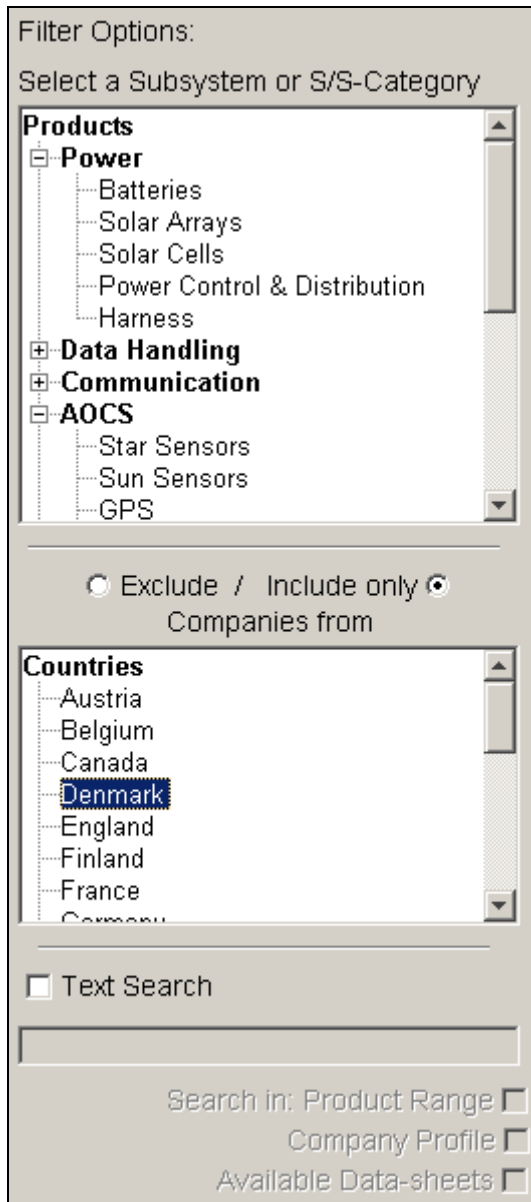 Filter Options:
Select a Subsystem or S/S-Category
Products
Power
Batteries
Solar Arrays
Solar Cells
Power Control & Distribution
Harness
Data Handling
Communication
AOCS
Star Sensors
Sun Sensors
GPS
Exclude / Include only
Companies from
Countries
Austria
Belgium
Canada
Denmark
England
Finland
France
Germany
Text Search
Search in: Product Range
Company Profile
Available Data-sheets